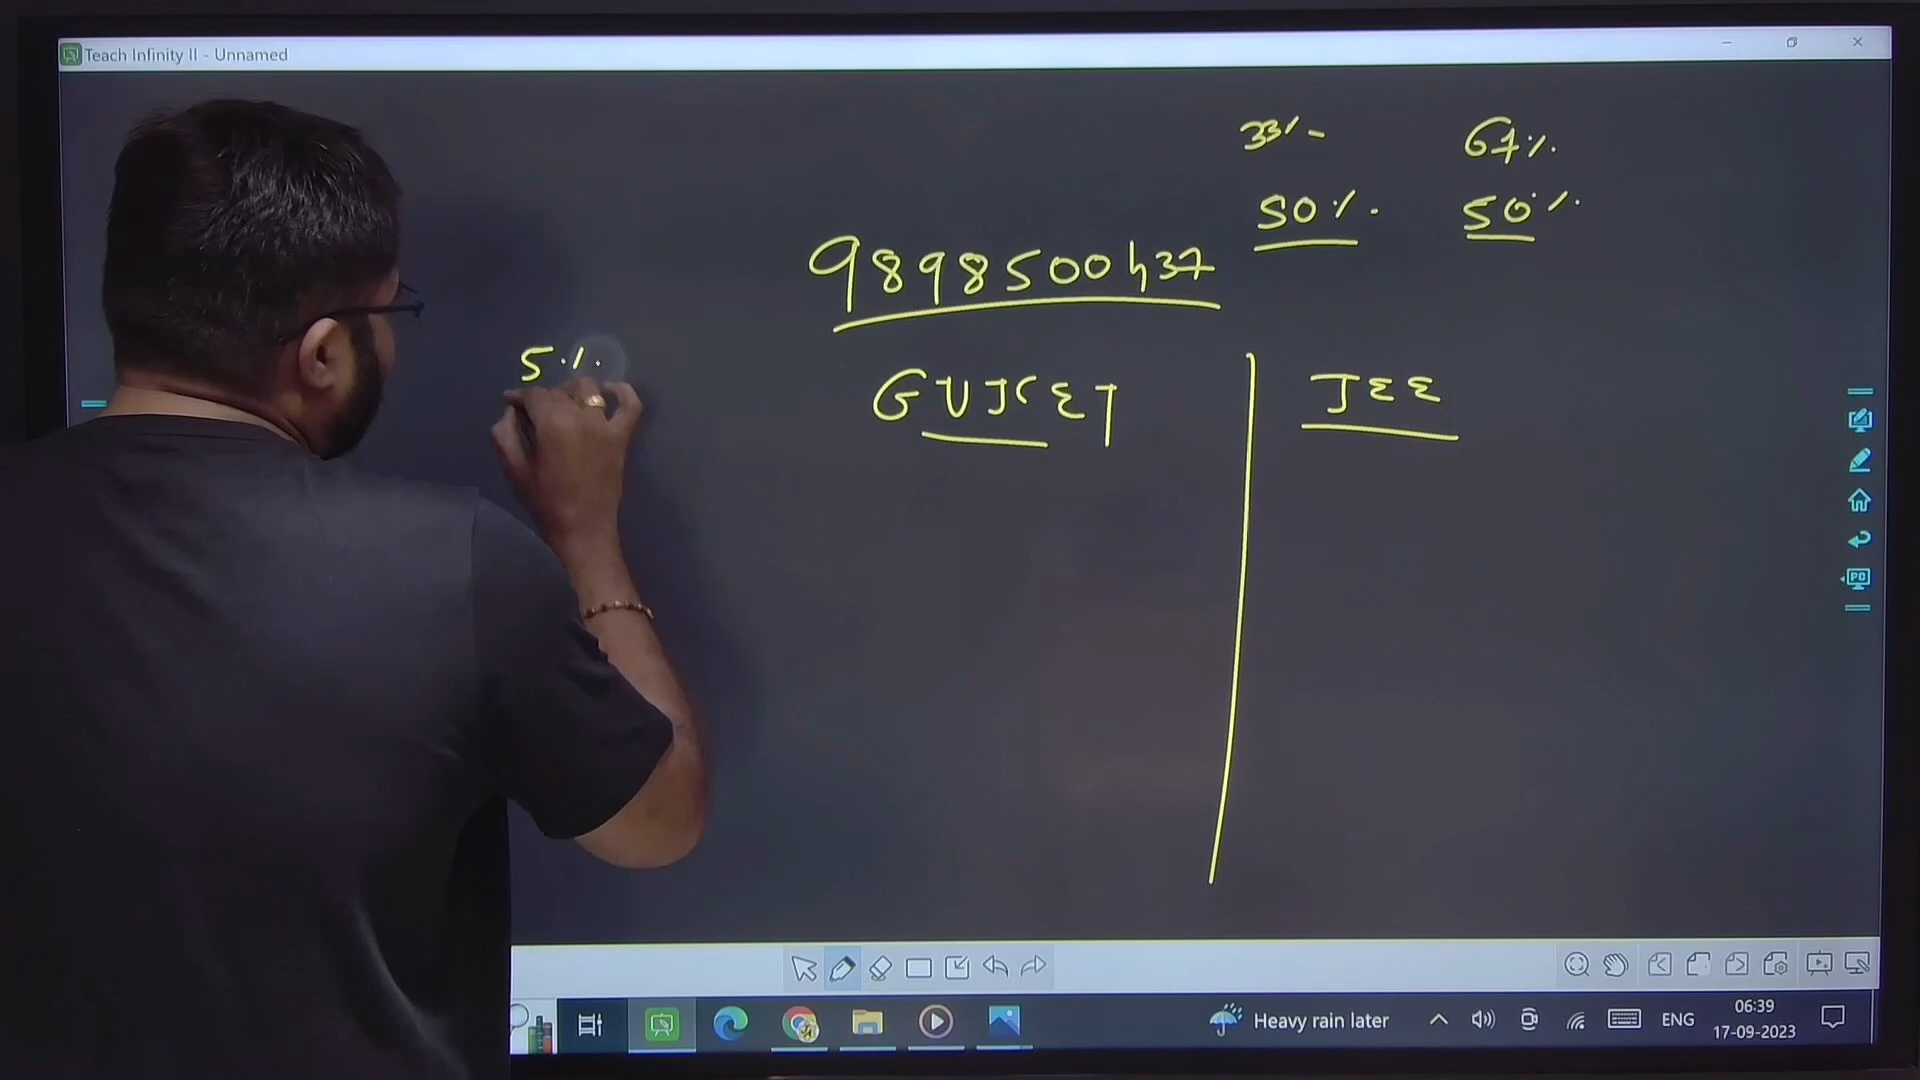 Teach Infinity II - Unnamed
33%
67%
50%
50%
9898500437
5%
GUJCET
JEE
PC
Heavy rain later
ENG
06:39
17-09-2023